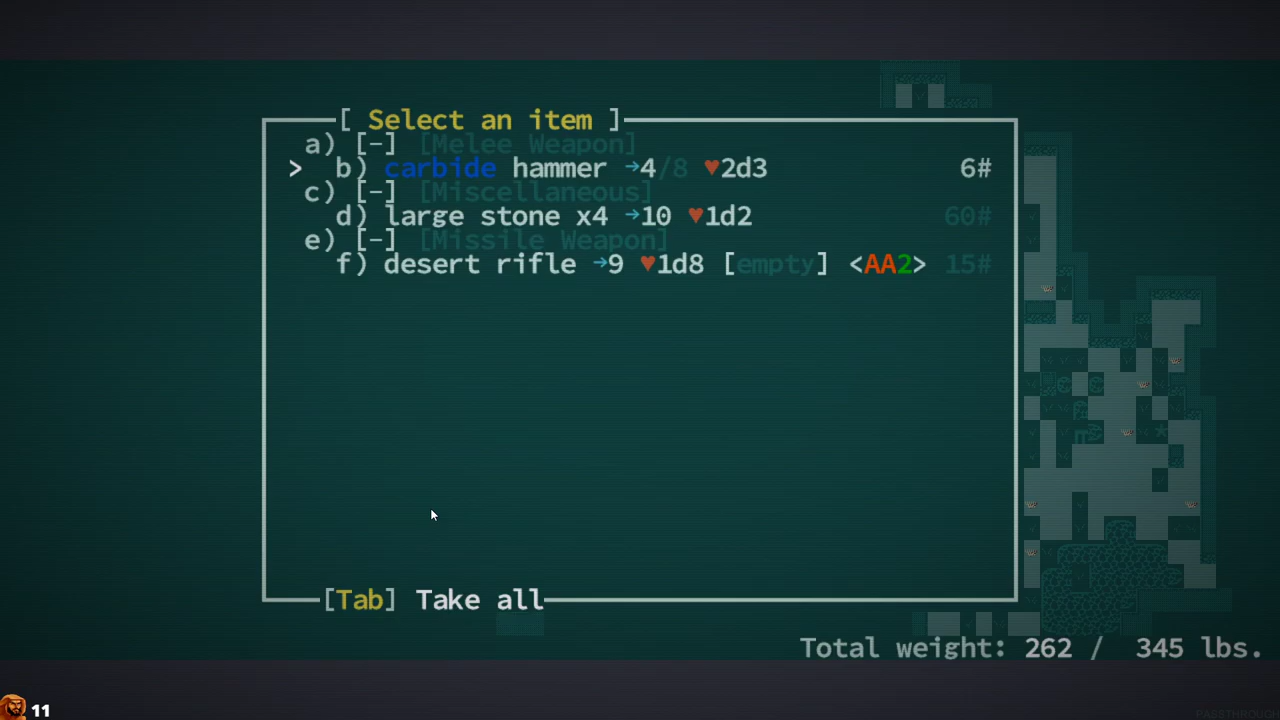 [ Select an item ]
a) [-] [Melee Weapon]
> b) carbide hammer →4/8 ♥2d3 6#
c) [-] [Miscellaneous]
d) large stone x4 →10 ♥1d2 60#
e) [-] [Missile Weapon]
f) desert rifle →9 ♥1d8 [empty] <AA2> 15#
[Tab] Take all
Total weight: 262 / 345 lbs.
11